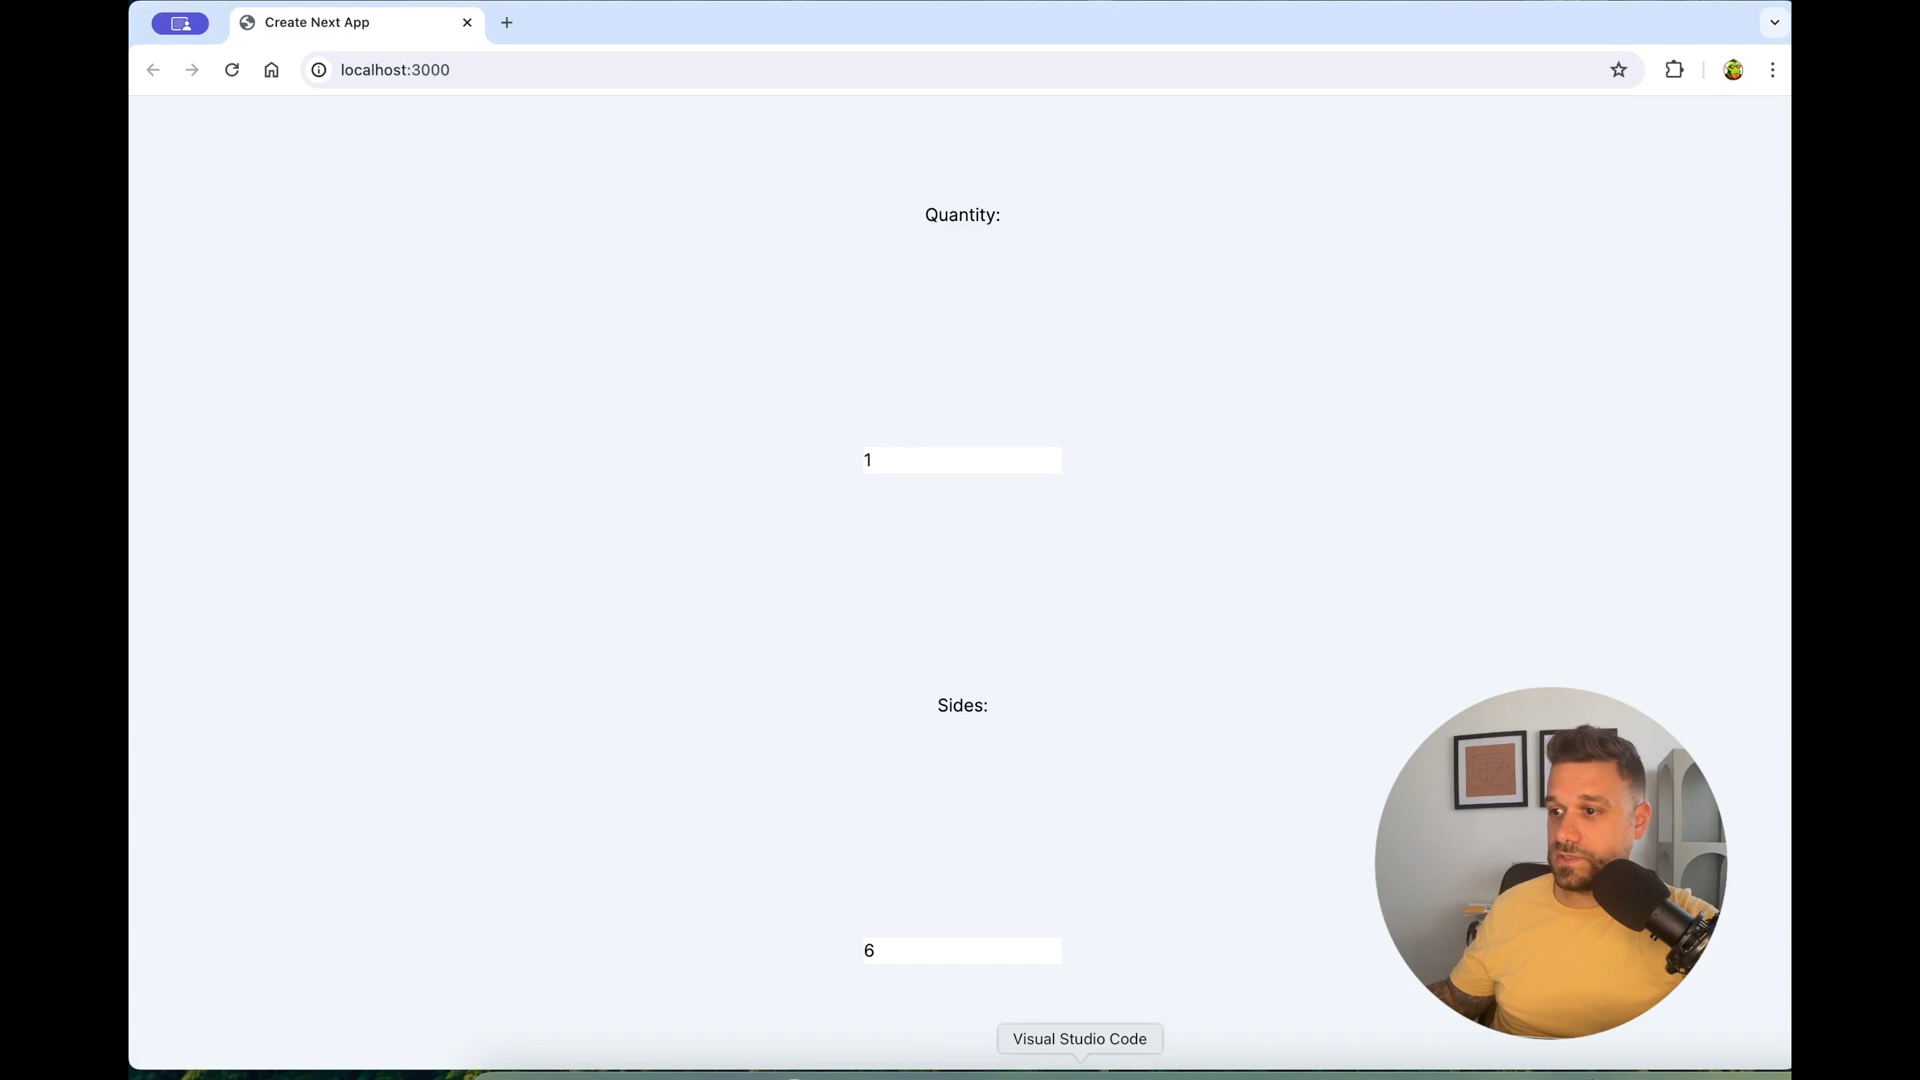 Create Next App
localhost:3000
Quantity:
1
Sides:
6
Visual Studio Code